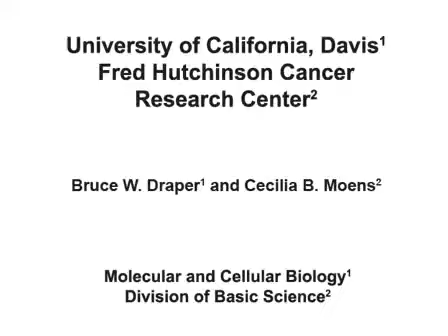 University of California, Davis¹
Fred Hutchinson Cancer
Research Center²
Bruce W. Draper¹ and Cecilia B. Moens²
Molecular and Cellular Biology¹
Division of Basic Science²